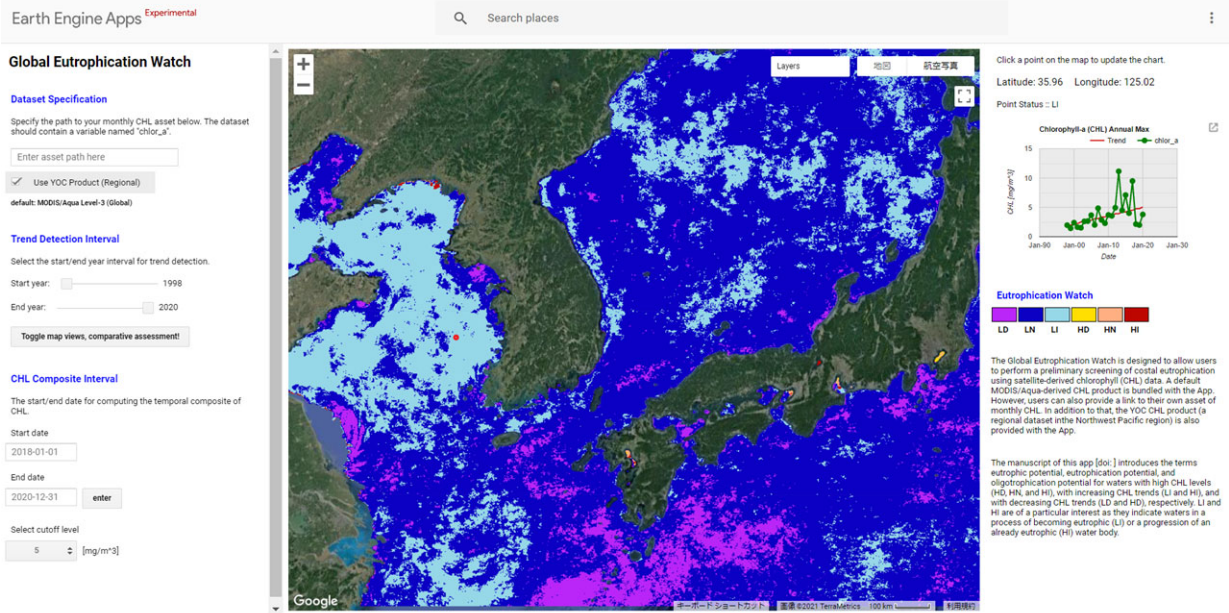 Earth Engine Apps Experimental
Search places
Global Eutrophication Watch
Dataset Specification
Specify the path to your monthly CHL asset below. The dataset
should contain a variable named "chlor_a".
Enter asset path here
Use YOC Product (Regional)
default: MODIS/Aqua Level-3 (Global)
Trend Detection Interval
Select the start/end year interval for trend detection.
Start year: 1998
End year: 2020
Toggle map views, comparative assessment!
CHL Composite Interval
The start/end date for computing the temporal composite of
CHL.
Start date
2018-01-01
End date
2020-12-31 enter
Select cutoff level
5 [mg/m^3]
Layers
地図 航空写真
Google
キーボード ショートカット 画像 ©2021 TerraMetrics 100 km 利用規約
Click a point on the map to update the chart.
Latitude: 35.96 Longitude: 125.02
Point Status :: LI
Chlorophyll-a (CHL) Annual Max
Trend chlor_a
CHL [mg/m^3]
15
10
5
0
Jan-90 Jan-00 Jan-10 Jan-20 Jan-30
Date
Eutrophication Watch
LD LN LI HD HN HI
The Global Eutrophication Watch is designed to allow users
to perform a preliminary screening of costal eutrophication
using satellite-derived chlorophyll (CHL) data. A default
MODIS/Aqua-derived CHL product is bundled with the App.
However, users can also provide a link to their own asset of
monthly CHL. In addition to that, the YOC CHL product (a
regional dataset inthe Northwest Pacific region) is also
provided with the App.
The manuscript of this app [doi: ] introduces the terms
eutrophic potential, eutrophication potential, and
oligotrophication potential for waters with high CHL levels
(HD, HN, and HI), with increasing CHL trends (LI and HI), and
with decreasing CHL trends (LD and HD), respectively. LI and
HI are of a particular interest as they indicate waters in a
process of becoming eutrophic (LI) or a progression of an
already eutrophic (HI) water body.